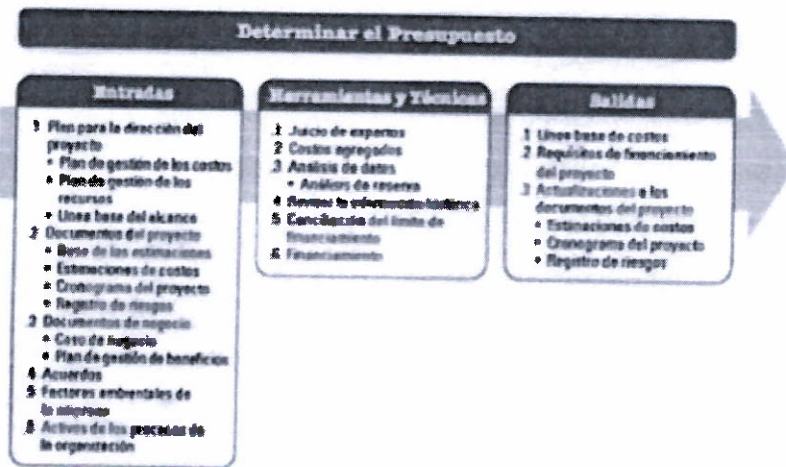 Determinar el Presupuesto
Entradas
.1 Plan para la dirección del
proyecto
• Plan de gestión de los costos
• Plan de gestión de los
recursos
• Línea base del alcance
.2 Documentos del proyecto
• Base de las estimaciones
• Estimaciones de costos
• Cronograma del proyecto
• Registro de riesgos
.3 Documentos de negocio
• Caso de negocio
• Plan de gestión de beneficios
.4 Acuerdos
.5 Factores ambientales de
la empresa
.6 Activos de los procesos de
la organización
Herramientas y Técnicas
.1 Juicio de expertos
.2 Costos agregados
.3 Análisis de datos
• Análisis de reserva
.4 Revisar la información histórica
.5 Conciliación del límite de
financiamiento
.6 Financiamiento
Salidas
.1 Línea base de costos
.2 Requisitos de financiamiento
del proyecto
.3 Actualizaciones a los
documentos del proyecto
• Estimaciones de costos
• Cronograma del proyecto
• Registro de riesgos